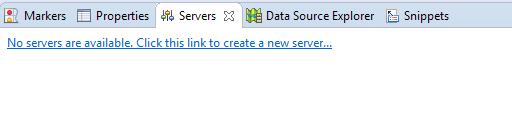 Markers Properties Servers Data Source Explorer Snippets
No servers are available. Click this link to create a new server...